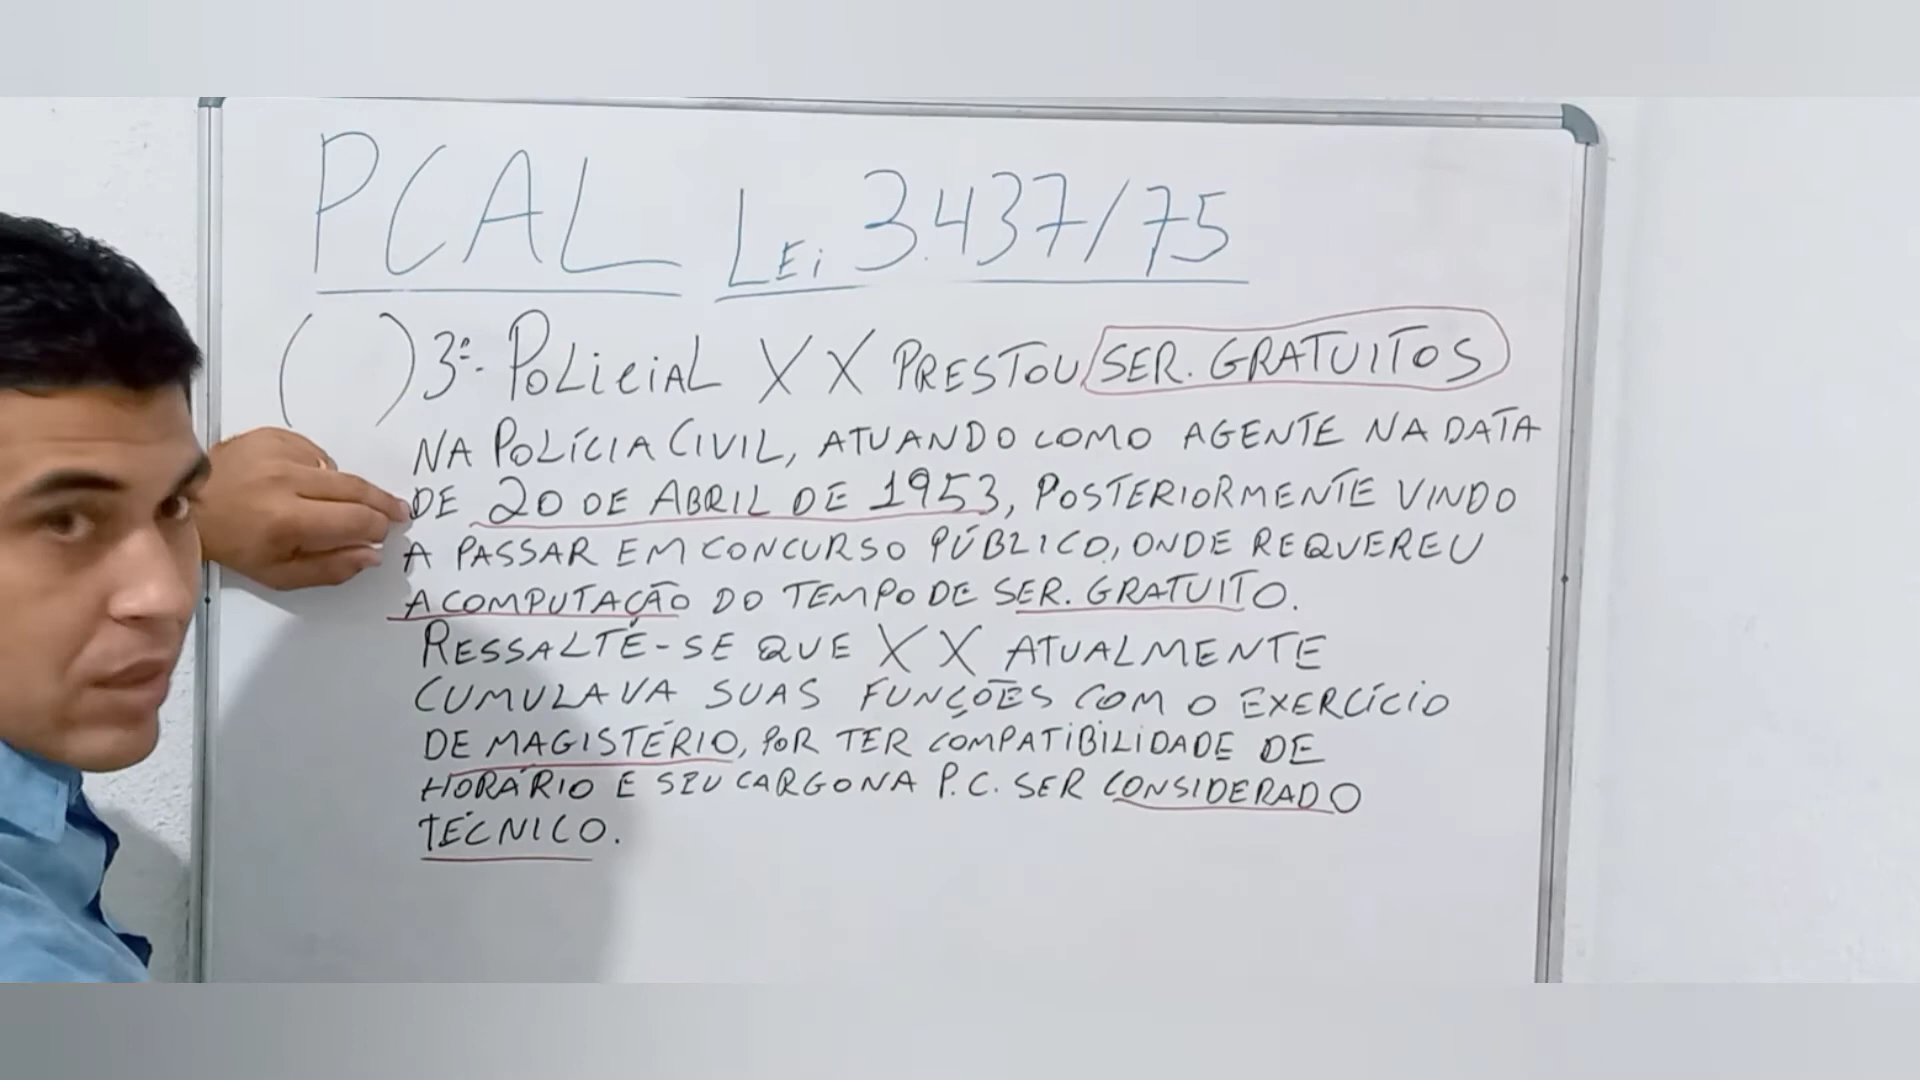 PCAL LEi 3.437/75
( ) 3ª- POLICIAL XX PRESTOU SER. GRATUITOS
NA POLÍCIA CIVIL, ATUANDO COMO AGENTE NA DATA
DE 20 DE ABRIL DE 1953, POSTERIORMENTE VINDO
A PASSAR EM CONCURSO PÚBLICO, ONDE REQUEREU
A COMPUTAÇÃO DO TEMPO DE SER. GRATUITO.
RESSALTE-SE QUE XX ATUALMENTE
CUMULAVA SUAS FUNÇÕES COM O EXERCÍCIO
DE MAGISTÉRIO, POR TER COMPATIBILIDADE DE
HORÁRIO E SEU CARGO NA P.C. SER CONSIDERADO
TÉCNICO.